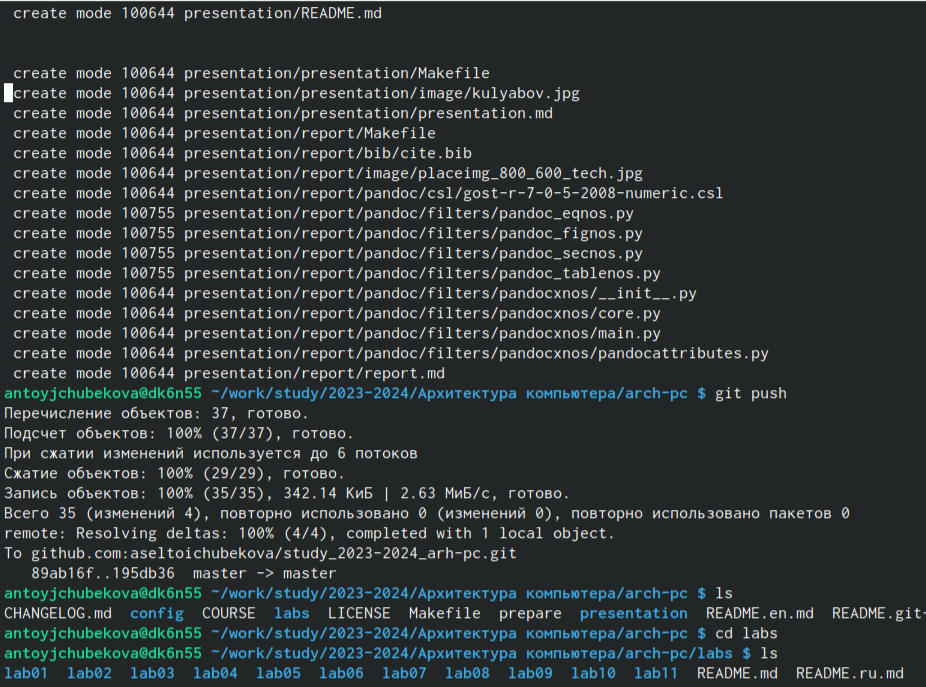 create mode 100644 presentation/README.md
create mode 100644 presentation/presentation/Makefile
create mode 100644 presentation/presentation/image/kulyabov.jpg
create mode 100644 presentation/presentation/presentation.md
create mode 100644 presentation/report/Makefile
create mode 100644 presentation/report/bib/cite.bib
create mode 100644 presentation/report/image/placeimg_800_600_tech.jpg
create mode 100644 presentation/report/pandoc/csl/gost-r-7-0-5-2008-numeric.csl
create mode 100755 presentation/report/pandoc/filters/pandoc_eqnos.py
create mode 100755 presentation/report/pandoc/filters/pandoc_fignos.py
create mode 100755 presentation/report/pandoc/filters/pandoc_secnos.py
create mode 100755 presentation/report/pandoc/filters/pandoc_tablenos.py
create mode 100644 presentation/report/pandoc/filters/pandocxnos/__init__.py
create mode 100644 presentation/report/pandoc/filters/pandocxnos/core.py
create mode 100644 presentation/report/pandoc/filters/pandocxnos/main.py
create mode 100644 presentation/report/pandoc/filters/pandocxnos/pandocattributes.py
create mode 100644 presentation/report/report.md
antoyjchubekova@dk6n55 ~/work/study/2023-2024/Архитектура компьютера/arch-pc $ git push
Перечисление объектов: 37, готово.
Подсчет объектов: 100% (37/37), готово.
При сжатии изменений используется до 6 потоков
Сжатие объектов: 100% (29/29), готово.
Запись объектов: 100% (35/35), 342.14 КиБ | 2.63 МиБ/с, готово.
Всего 35 (изменений 4), повторно использовано 0 (изменений 0), повторно использовано пакетов 0
remote: Resolving deltas: 100% (4/4), completed with 1 local object.
To github.com:aseltoichubekova/study_2023-2024_arh-pc.git
89ab16f..195db36 master -> master
antoyjchubekova@dk6n55 ~/work/study/2023-2024/Архитектура компьютера/arch-pc $ ls
CHANGELOG.md config COURSE labs LICENSE Makefile prepare presentation README.en.md README.git-
antoyjchubekova@dk6n55 ~/work/study/2023-2024/Архитектура компьютера/arch-pc $ cd labs
antoyjchubekova@dk6n55 ~/work/study/2023-2024/Архитектура компьютера/arch-pc/labs $ ls
lab01 lab02 lab03 lab04 lab05 lab06 lab07 lab08 lab09 lab10 lab11 README.md README.ru.md